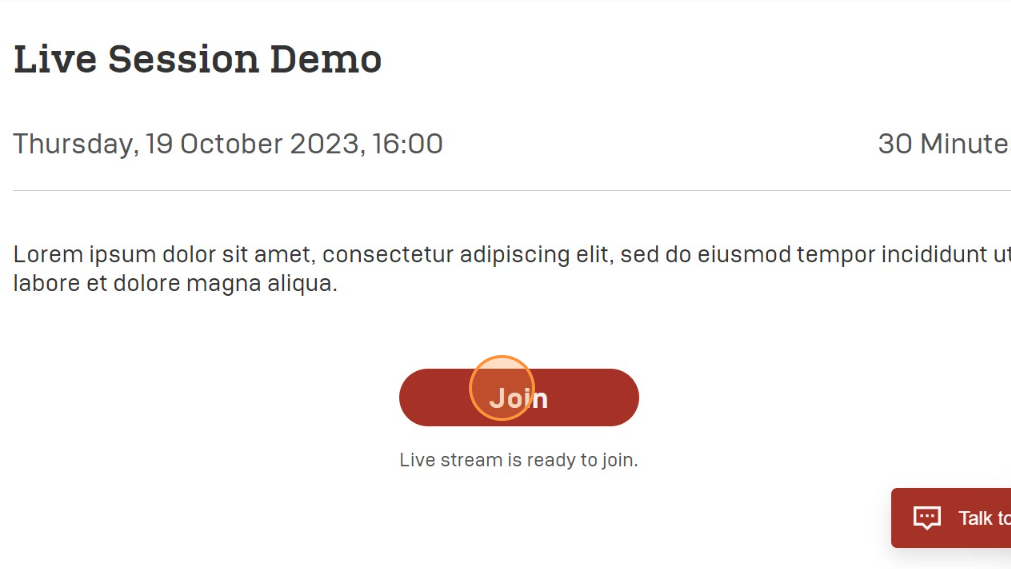 Live Session Demo
Thursday, 19 October 2023, 16:00
30 Minute
Lorem ipsum dolor sit amet, consectetur adipiscing elit, sed do eiusmod tempor incididunt ut
labore et dolore magna aliqua.
Join
Live stream is ready to join.
Talk to